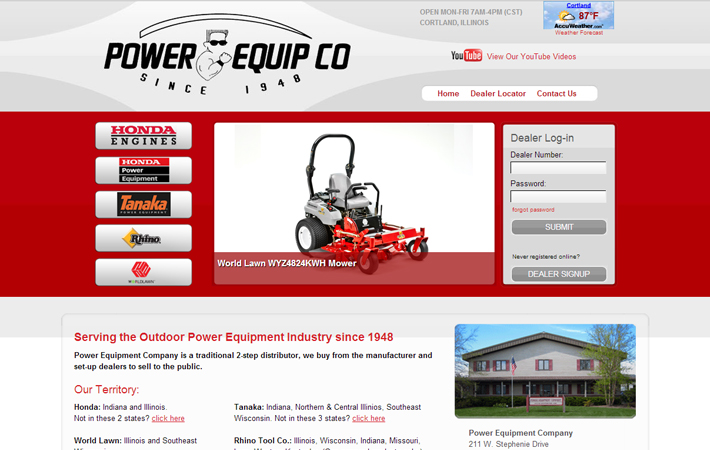 OPEN MON-FRI 7AM-4PM (CST)
CORTLAND, ILLINOIS
Cortland
87°F
AccuWeather.com
Weather Forecast
POWER EQUIP CO
SINCE 1948
YouTube View Our YouTube Videos
Home Dealer Locator Contact Us
HONDA
ENGINES
HONDA
Power
Equipment
Tanaka
POWER EQUIPMENT
Rhino
WORLDLAWN
World Lawn WYZ4824KWH Mower
Dealer Log-in
Dealer Number:
Password:
forgot password
SUBMIT
Never registered online?
DEALER SIGNUP
Serving the Outdoor Power Equipment Industry since 1948
Power Equipment Company is a traditional 2-step distributor, we buy from the manufacturer and
set-up dealers to sell to the public.
Our Territory:
Honda: Indiana and Illinois.
Not in these 2 states? click here
Tanaka: Indiana, Northern & Central Illinios, Southeast
Wisconsin. Not in these 3 states? click here
World Lawn: Illinois and Southeast
Rhino Tool Co.: Illinois, Wisconsin, Indiana, Missouri,
Power Equipment Company
211 W. Stephenie Drive